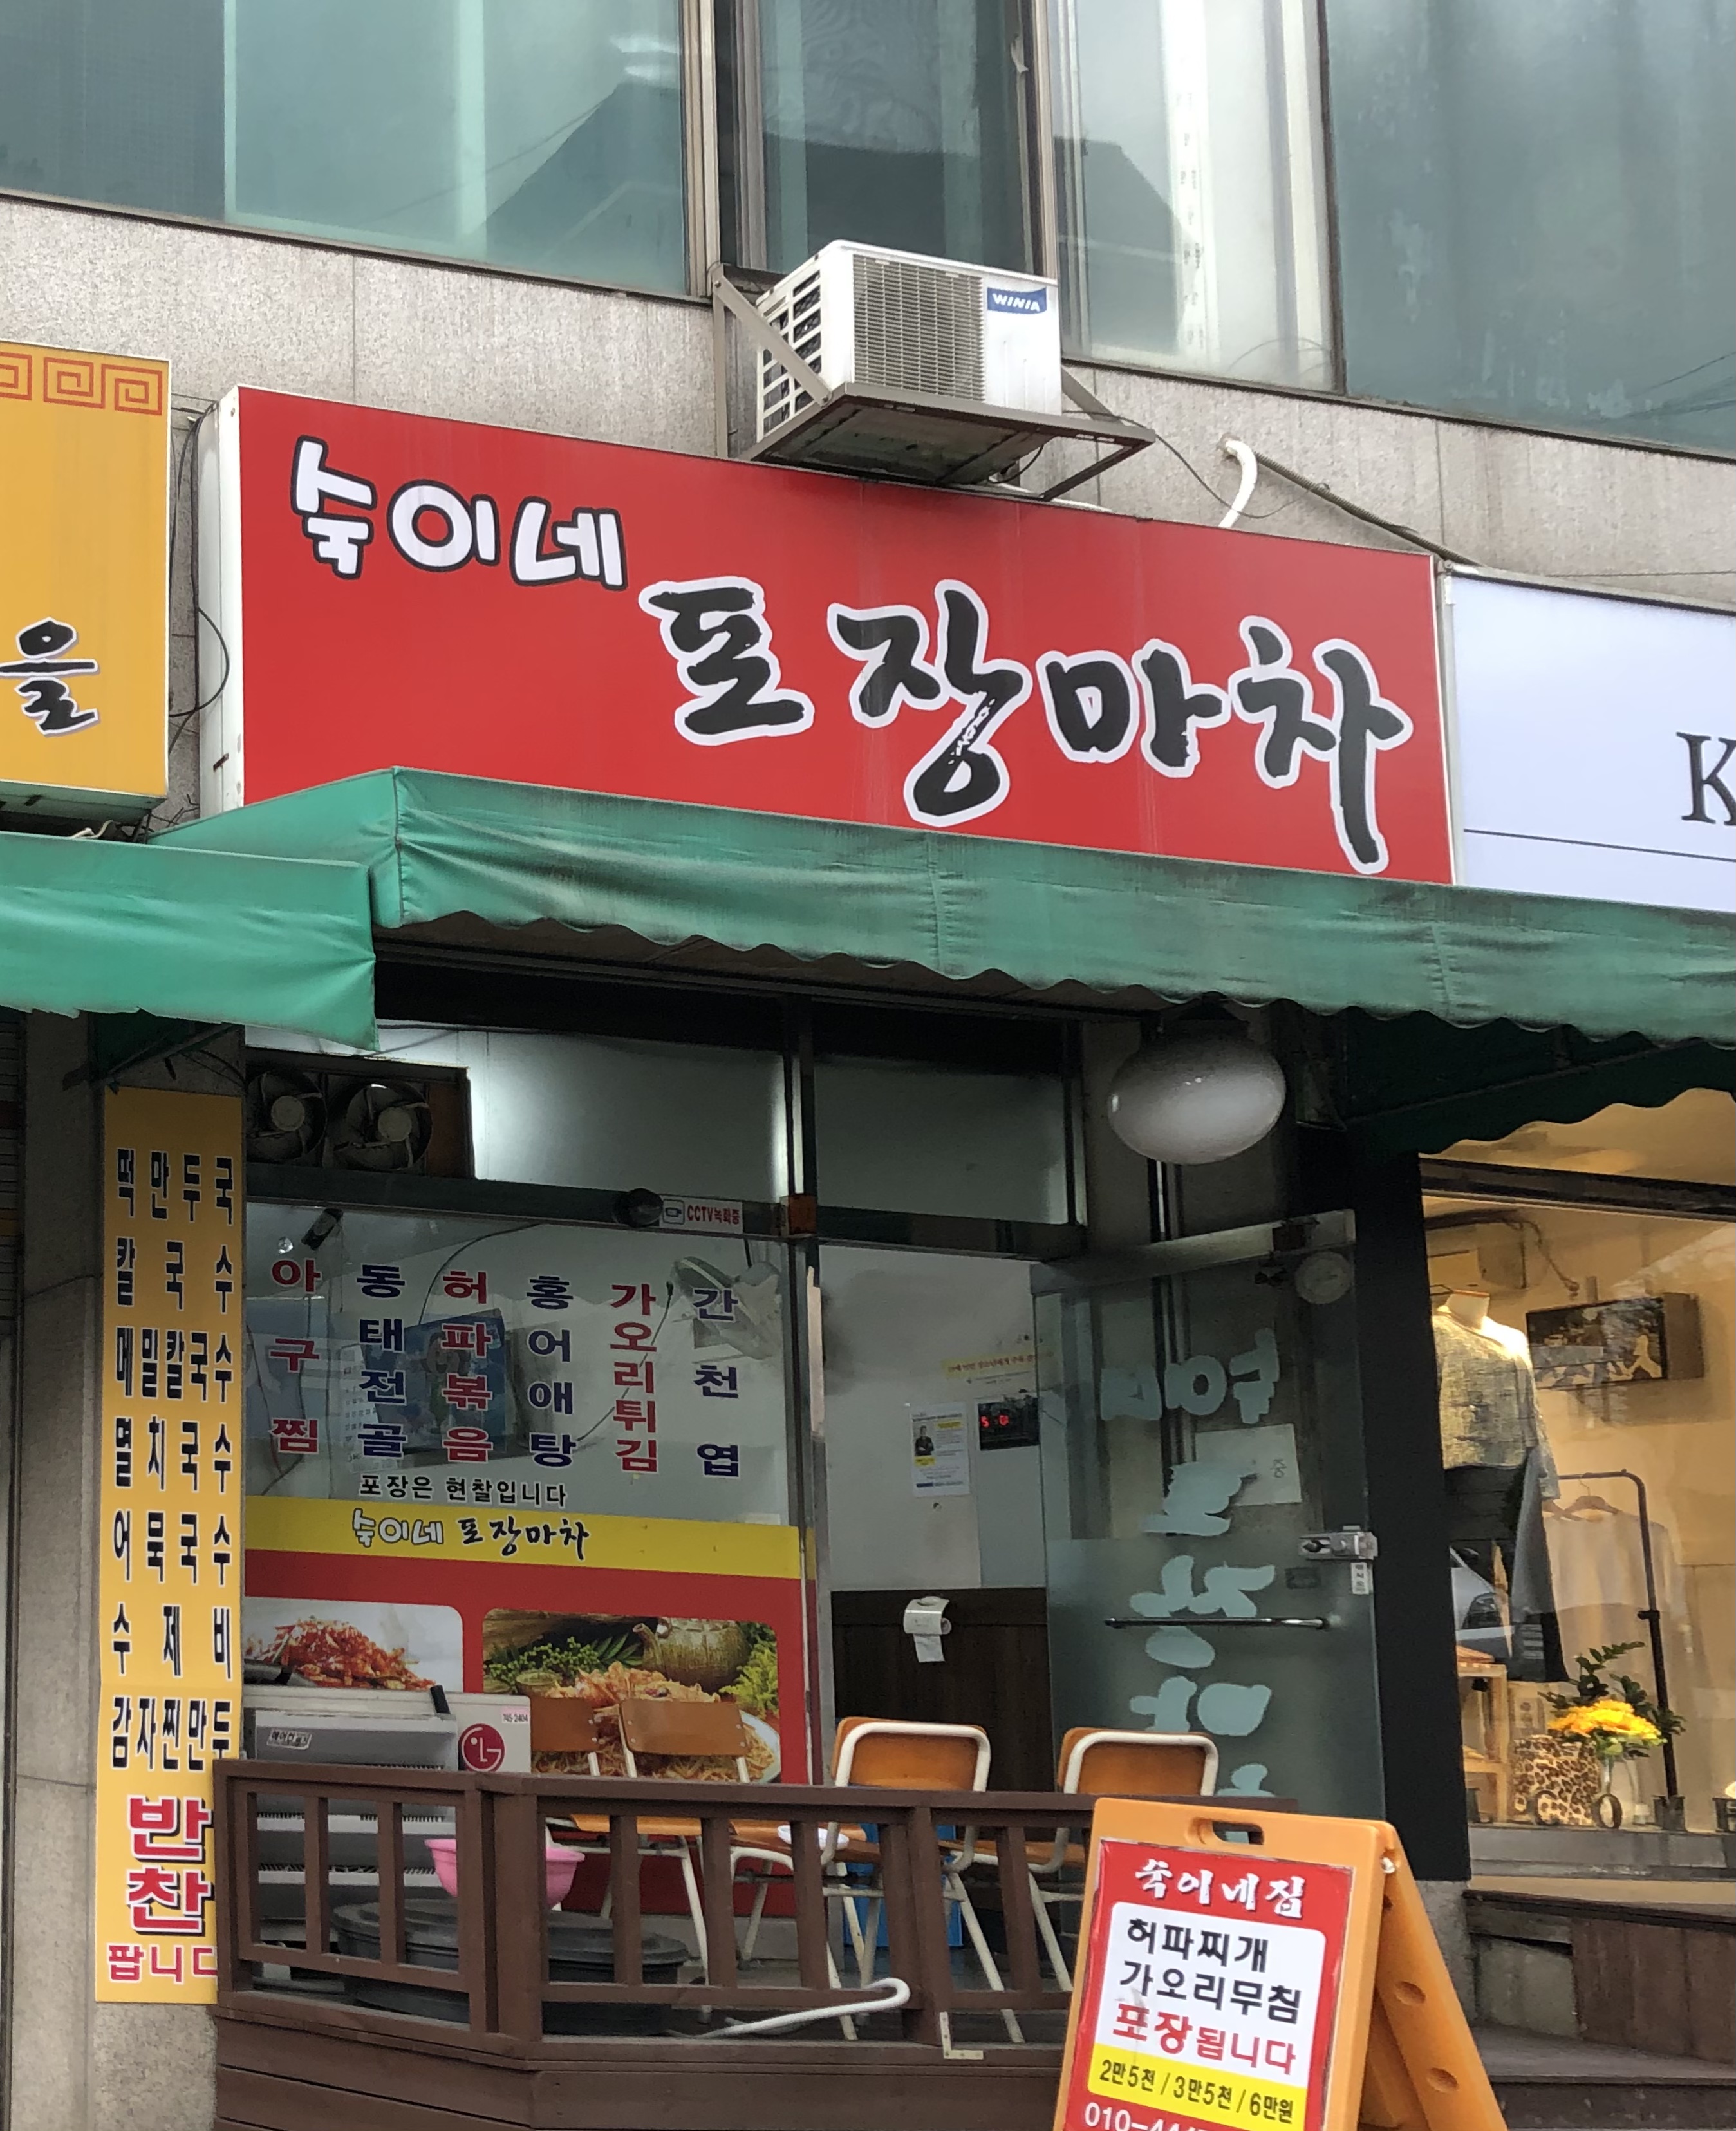 WINIA
을
숙이네
포장마차
K
떡만두국
칼국수
메밀칼국수
멸치국수
어묵국수
수제비
감자찐만두
반찬
팝니다
CCTV녹화중
아구찜
동태전골
허파볶음
홍어애탕
가오리튀김
간천엽
포장은 현찰입니다
숙이네 포장마차
LG
숙이네집
허파찌개
가오리무침
포장됩니다
2만5천 / 3만5천 / 6만원
010-44